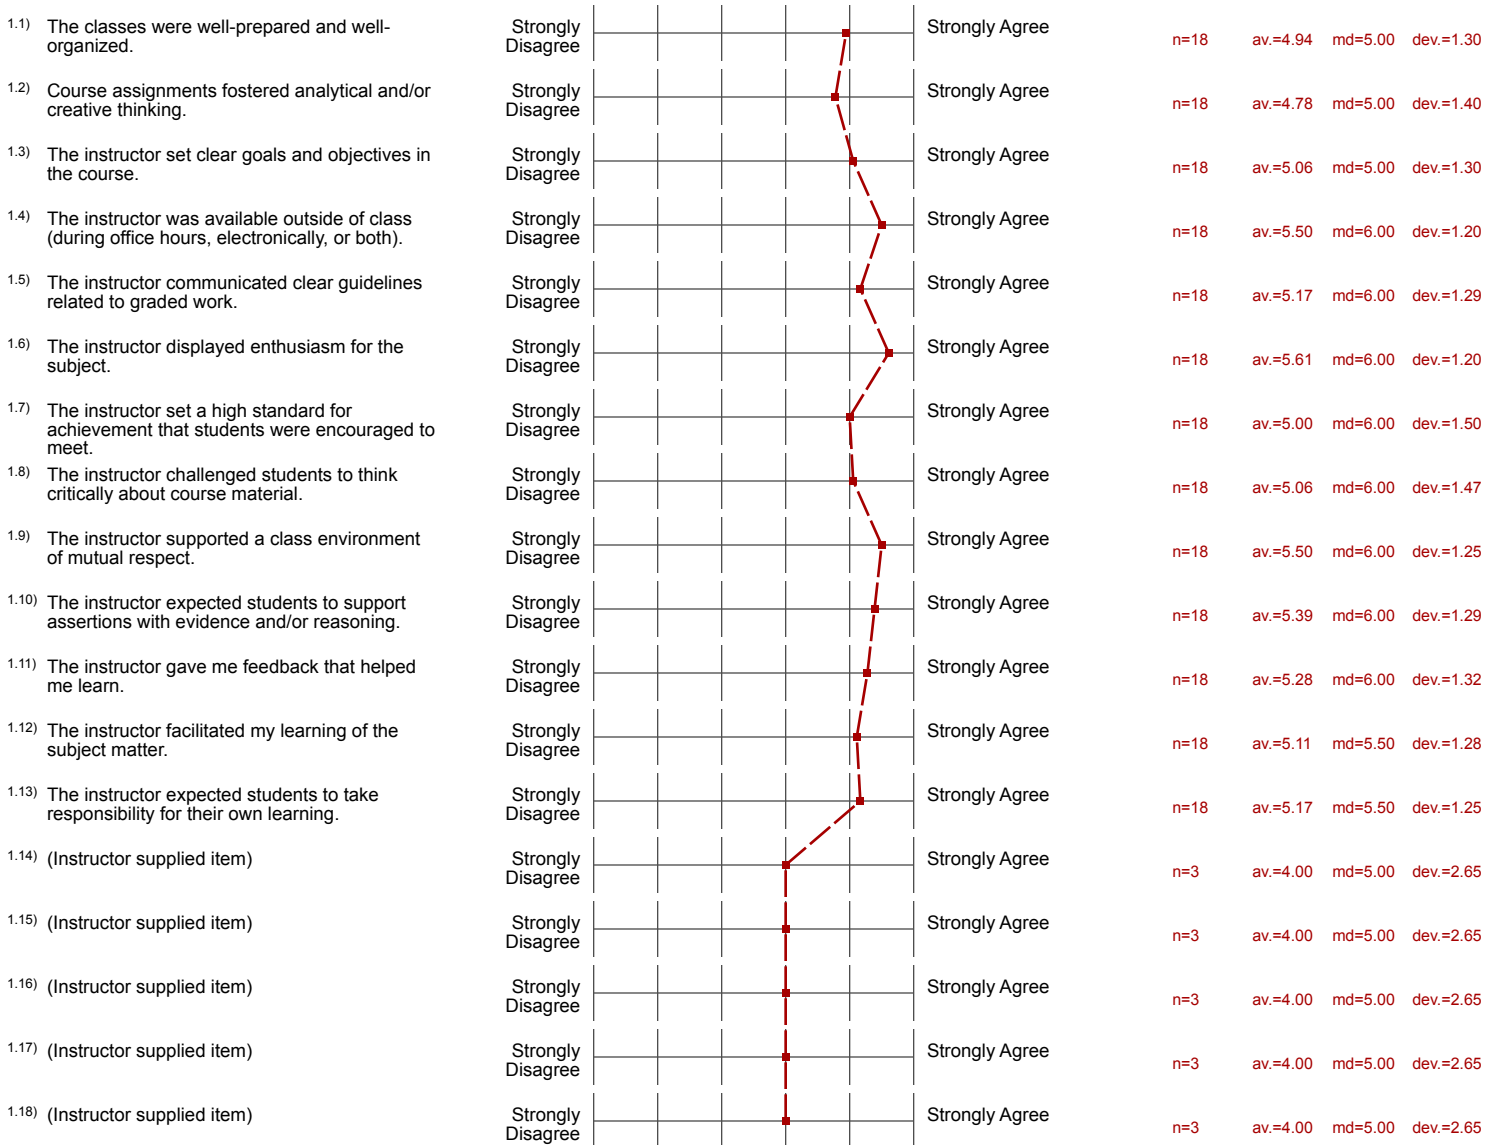 1.1) The classes were well-prepared and well-
organized.
Strongly
Disagree
Strongly Agree
n=18 av.=4.94 md=5.00 dev.=1.30
1.2) Course assignments fostered analytical and/or
creative thinking.
Strongly
Disagree
Strongly Agree
n=18 av.=4.78 md=5.00 dev.=1.40
1.3) The instructor set clear goals and objectives in
the course.
Strongly
Disagree
Strongly Agree
n=18 av.=5.06 md=5.00 dev.=1.30
1.4) The instructor was available outside of class
(during office hours, electronically, or both).
Strongly
Disagree
Strongly Agree
n=18 av.=5.50 md=6.00 dev.=1.20
1.5) The instructor communicated clear guidelines
related to graded work.
Strongly
Disagree
Strongly Agree
n=18 av.=5.17 md=6.00 dev.=1.29
1.6) The instructor displayed enthusiasm for the
subject.
Strongly
Disagree
Strongly Agree
n=18 av.=5.61 md=6.00 dev.=1.20
1.7) The instructor set a high standard for
achievement that students were encouraged to
meet.
Strongly
Disagree
Strongly Agree
n=18 av.=5.00 md=6.00 dev.=1.50
1.8) The instructor challenged students to think
critically about course material.
Strongly
Disagree
Strongly Agree
n=18 av.=5.06 md=6.00 dev.=1.47
1.9) The instructor supported a class environment
of mutual respect.
Strongly
Disagree
Strongly Agree
n=18 av.=5.50 md=6.00 dev.=1.25
1.10) The instructor expected students to support
assertions with evidence and/or reasoning.
Strongly
Disagree
Strongly Agree
n=18 av.=5.39 md=6.00 dev.=1.29
1.11) The instructor gave me feedback that helped
me learn.
Strongly
Disagree
Strongly Agree
n=18 av.=5.28 md=6.00 dev.=1.32
1.12) The instructor facilitated my learning of the
subject matter.
Strongly
Disagree
Strongly Agree
n=18 av.=5.11 md=5.50 dev.=1.28
1.13) The instructor expected students to take
responsibility for their own learning.
Strongly
Disagree
Strongly Agree
n=18 av.=5.17 md=5.50 dev.=1.25
1.14) (Instructor supplied item)
Strongly
Disagree
Strongly Agree
n=3 av.=4.00 md=5.00 dev.=2.65
1.15) (Instructor supplied item)
Strongly
Disagree
Strongly Agree
n=3 av.=4.00 md=5.00 dev.=2.65
1.16) (Instructor supplied item)
Strongly
Disagree
Strongly Agree
n=3 av.=4.00 md=5.00 dev.=2.65
1.17) (Instructor supplied item)
Strongly
Disagree
Strongly Agree
n=3 av.=4.00 md=5.00 dev.=2.65
1.18) (Instructor supplied item)
Strongly
Disagree
Strongly Agree
n=3 av.=4.00 md=5.00 dev.=2.65